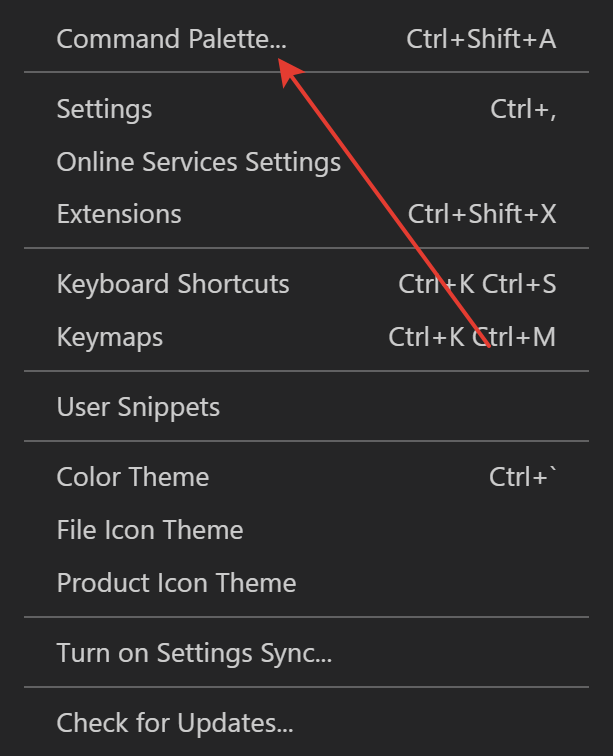 Command Palette... Ctrl+Shift+A
Settings Ctrl+,
Online Services Settings
Extensions Ctrl+Shift+X
Keyboard Shortcuts Ctrl+K Ctrl+S
Keymaps Ctrl+K Ctrl+M
User Snippets
Color Theme Ctrl+`
File Icon Theme
Product Icon Theme
Turn on Settings Sync...
Check for Updates...